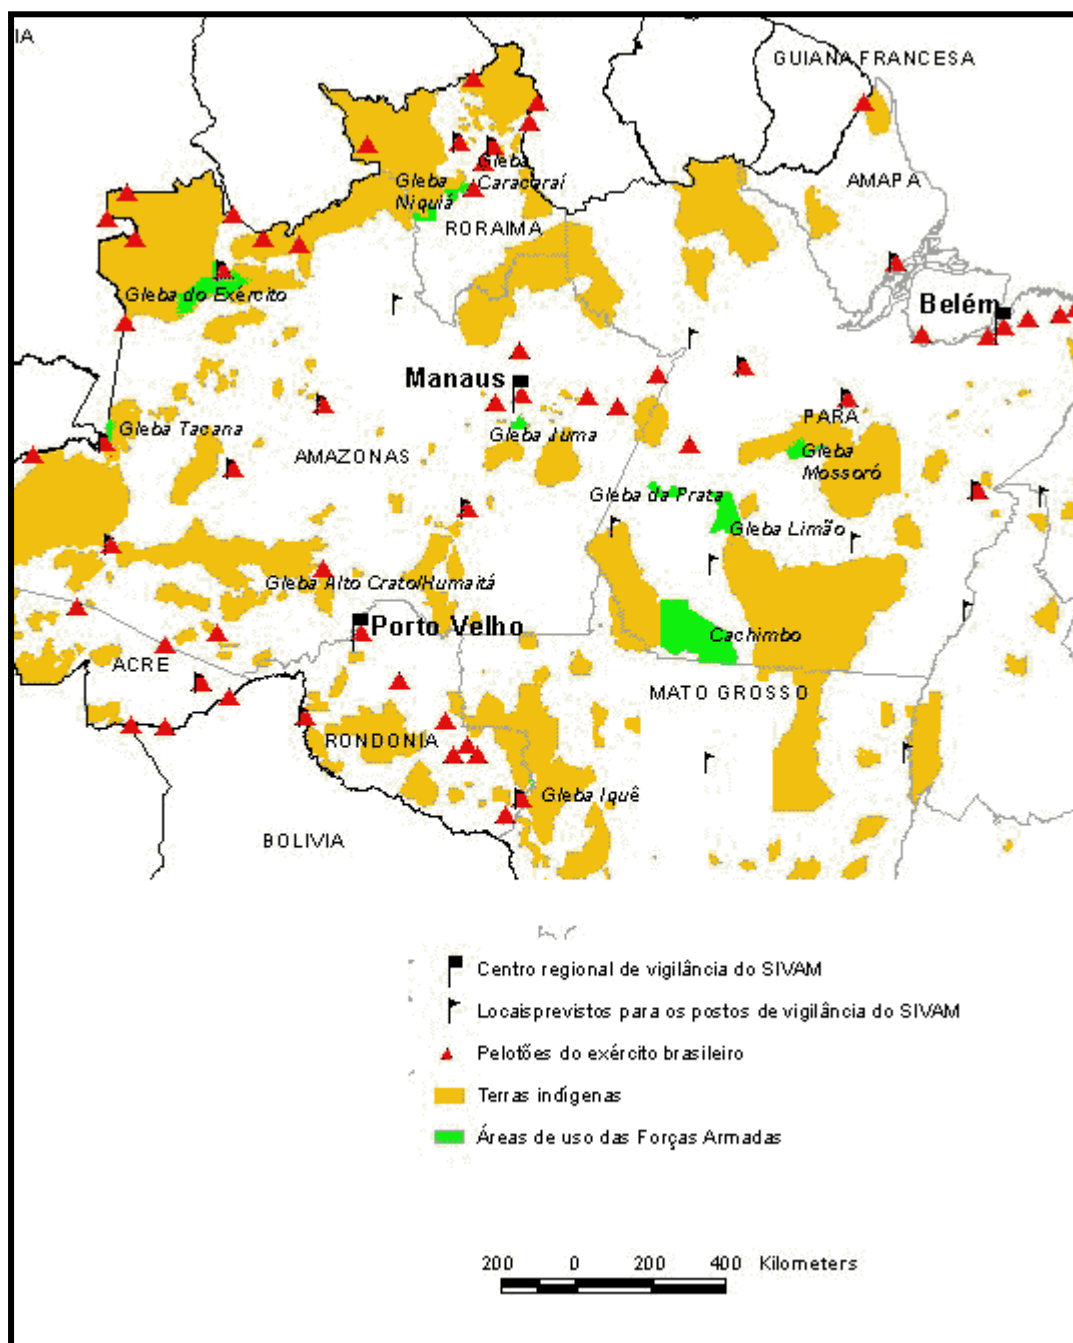 IA
GUIANA FRANCESA
Gleba
Caracaraí
Gleba
Niquiá
AMAPA
RORAIMA
Gleba do Exército
Belém
Manaus
PARA
Gleba Tacana
Gleba Juma
AMAZONAS
Gleba
Mossoró
Gleba da Prata
Gleba Limão
Gleba Alto Crato/Humaitá
Porto Velho
Cachimbo
ACRE
MATO GROSSO
RONDONIA
Gleba Iquê
BOLIVIA
Centro regional de vigilância do SIVAM
Locaisprevistos para os postos de vigilância do SIVAM
Pelotões do exército brasileiro
Terras indígenas
Áreas de uso das Forças Armadas
200 0 200 400 Kilometers